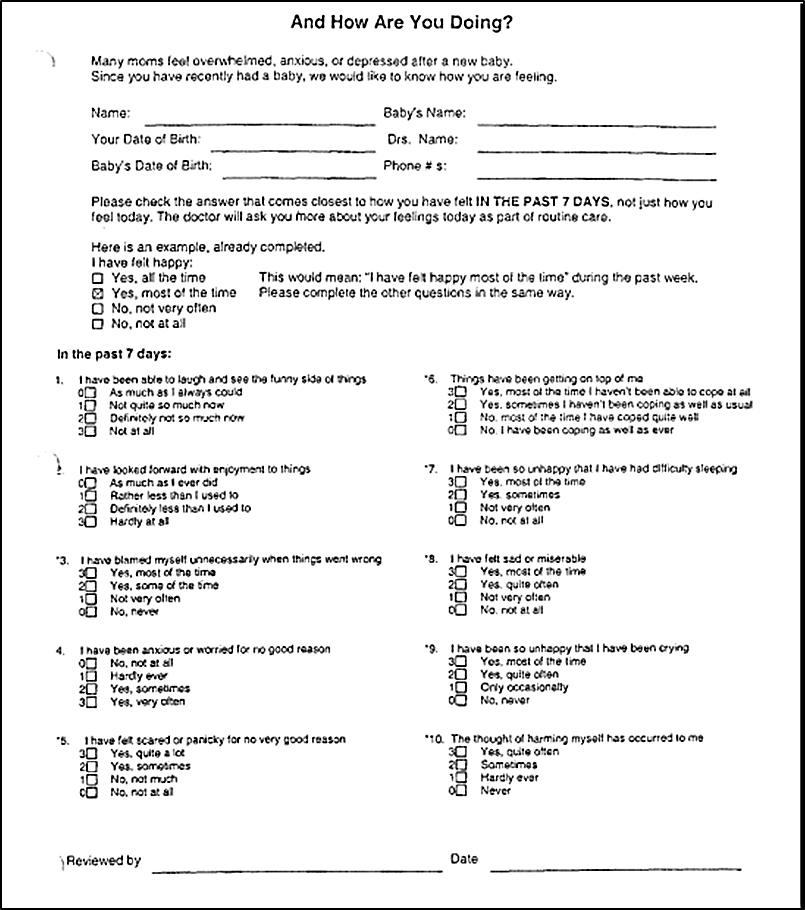 And How Are You Doing?
Many moms feel overwhelmed, anxious, or depressed after a new baby.
Since you have recently had a baby, we would like to know how you are feeling.
Name:
Baby's Name:
Your Date of Birth:
Drs. Name:
Baby's Date of Birth:
Phone # s:
Please check the answer that comes closest to how you have felt IN THE PAST 7 DAYS, not just how you
feel today. The doctor will ask you more about your feelings today as part of routine care.
Here is an example, already completed.
I have felt happy:
Yes, all the time
This would mean: "I have felt happy most of the time" during the past week.
Yes, most of the time
Please complete the other questions in the same way.
No, not very often
No, not at all
In the past 7 days:
1. I have been able to laugh and see the funny side of things
0 As much as I always could
1 Not quite so much now
2 Definitely not so much now
3 Not at all
2. I have looked forward with enjoyment to things
0 As much as I ever did
1 Rather less than I used to
2 Definitely less than I used to
3 Hardly at all
*3. I have blamed myself unnecessarily when things went wrong
3 Yes, most of the time
2 Yes, some of the time
1 Not very often
0 No, never
4. I have been anxious or worried for no good reason
0 No, not at all
1 Hardly ever
2 Yes, sometimes
3 Yes, very often
*5. I have felt scared or panicky for no very good reason
3 Yes, quite a lot
2 Yes, sometimes
1 No, not much
0 No, not at all
*6. Things have been getting on top of me
3 Yes, most of the time I haven't been able to cope at all
2 Yes, sometimes I haven't been coping as well as usual
1 No, most of the time I have coped quite well
0 No, I have been coping as well as ever
*7. I have been so unhappy that I have had difficulty sleeping
3 Yes, most of the time
2 Yes, sometimes
1 Not very often
0 No, not at all
*8. I have felt sad or miserable
3 Yes, most of the time
2 Yes, quite often
1 Not very often
0 No, not at all
*9. I have been so unhappy that I have been crying
3 Yes, most of the time
2 Yes, quite often
1 Only occasionally
0 No, never
*10. The thought of harming myself has occurred to me
3 Yes, quite often
2 Sometimes
1 Hardly ever
0 Never
Reviewed by
Date